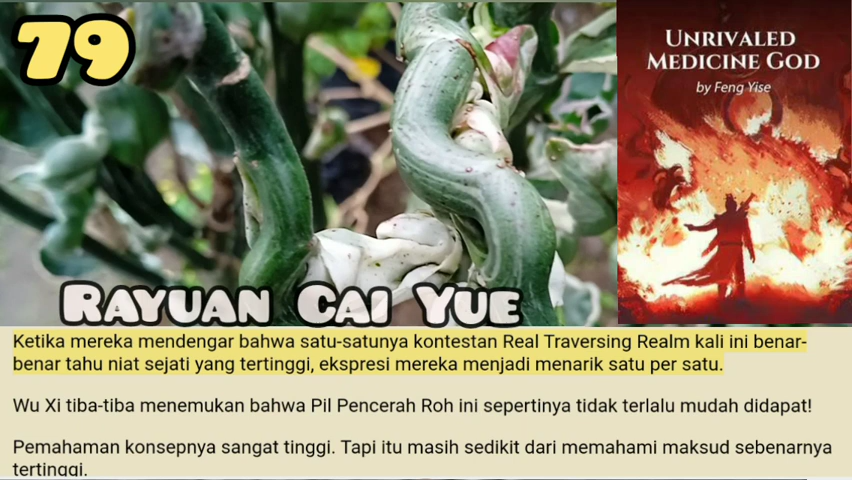 79
UNRIVALED
MEDICINE GOD
by Feng Yise
RAYUAN CAI YUE
Ketika mereka mendengar bahwa satu-satunya kontestan Real Traversing Realm kali ini benar-
benar tahu niat sejati yang tertinggi, ekspresi mereka menjadi menarik satu per satu.
Wu Xi tiba-tiba menemukan bahwa Pil Pencerah Roh ini sepertinya tidak terlalu mudah didapat!
Pemahaman konsepnya sangat tinggi. Tapi itu masih sedikit dari memahami maksud sebenarnya
tertinggi.